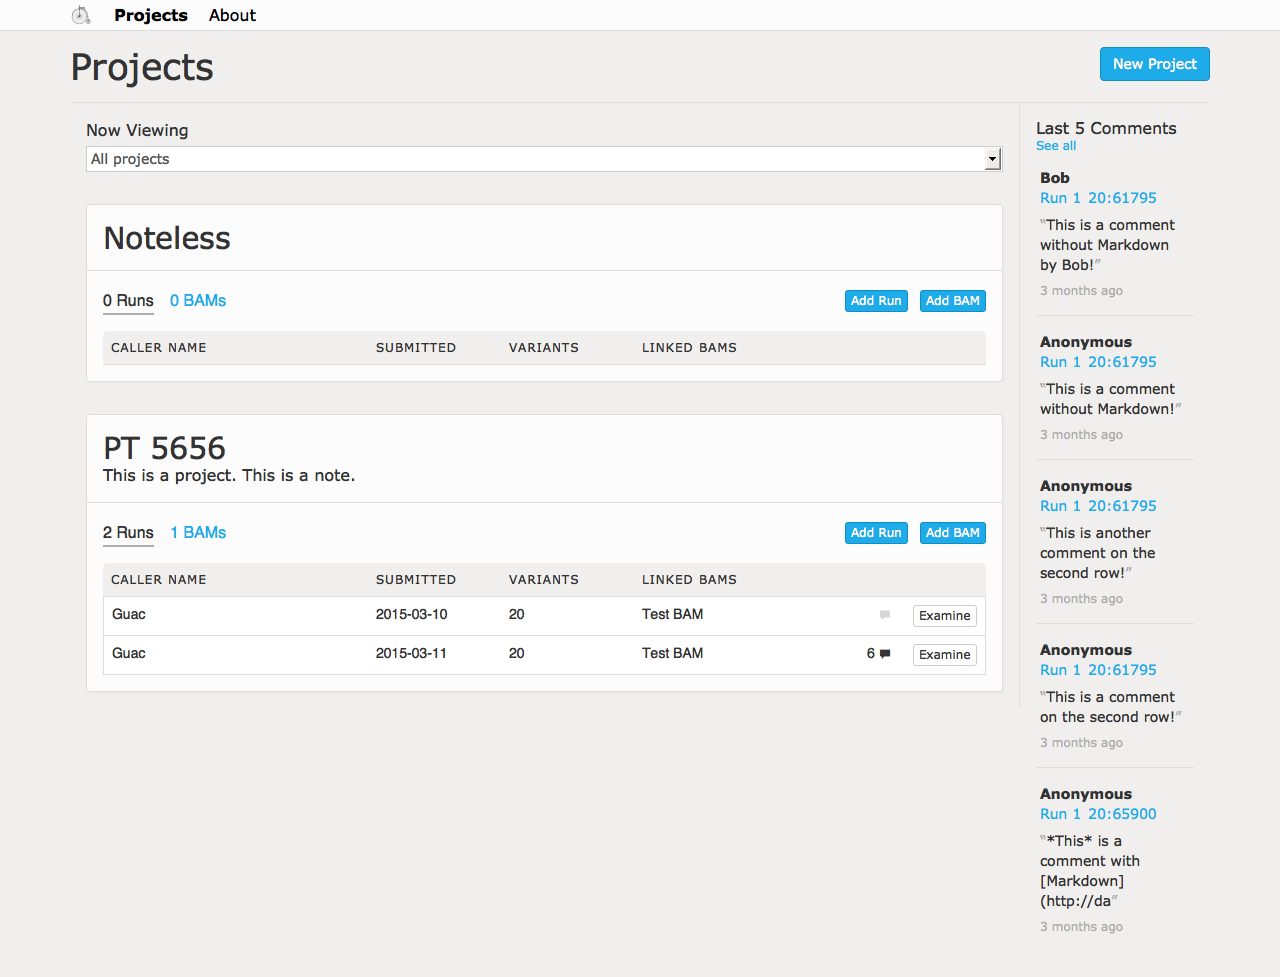 Projects About
Projects
New Project
Now Viewing
All projects
Noteless
0 Runs 0 BAMs Add Run Add BAM
CALLER NAME SUBMITTED VARIANTS LINKED BAMS
PT 5656
This is a project. This is a note.
2 Runs 1 BAMs Add Run Add BAM
CALLER NAME SUBMITTED VARIANTS LINKED BAMS
Guac 2015-03-10 20 Test BAM Examine
Guac 2015-03-11 20 Test BAM 6 Examine
Last 5 Comments
See all
Bob
Run 1 20:61795
“This is a comment
without Markdown
by Bob!”
3 months ago
Anonymous
Run 1 20:61795
“This is a comment
without Markdown!”
3 months ago
Anonymous
Run 1 20:61795
“This is another
comment on the
second row!”
3 months ago
Anonymous
Run 1 20:61795
“This is a comment
on the second row!”
3 months ago
Anonymous
Run 1 20:65900
“*This* is a
comment with
[Markdown]
(http://da”
3 months ago